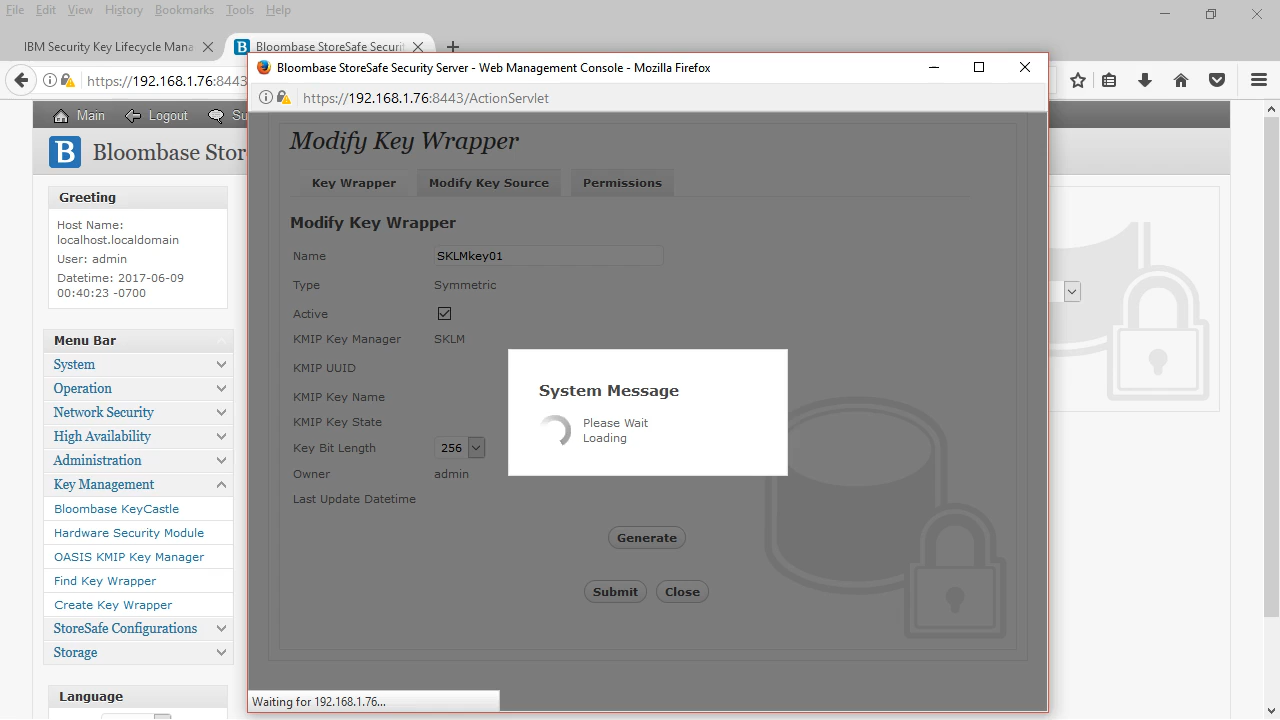 File Edit View History Bookmarks Tools Help
IBM Security Key Lifecycle Mana
Bloombase StoreSafe Securit
https://192.168.1.76:8443
Bloombase StoreSafe Security Server - Web Management Console - Mozilla Firefox
https://192.168.1.76:8443/ActionServlet
Main Logout Su
B Bloombase Stor
Greeting
Host Name:
localhost.localdomain
User: admin
Datetime: 2017-06-09
00:40:23 -0700
Menu Bar
System
Operation
Network Security
High Availability
Administration
Key Management
Bloombase KeyCastle
Hardware Security Module
OASIS KMIP Key Manager
Find Key Wrapper
Create Key Wrapper
StoreSafe Configurations
Storage
Language
Modify Key Wrapper
Key Wrapper Modify Key Source Permissions
Modify Key Wrapper
Name SKLMkey01
Type Symmetric
Active
KMIP Key Manager SKLM
KMIP UUID
KMIP Key Name
KMIP Key State
Key Bit Length 256
Owner admin
Last Update Datetime
Generate
Submit Close
System Message
Please Wait
Loading
Waiting for 192.168.1.76...